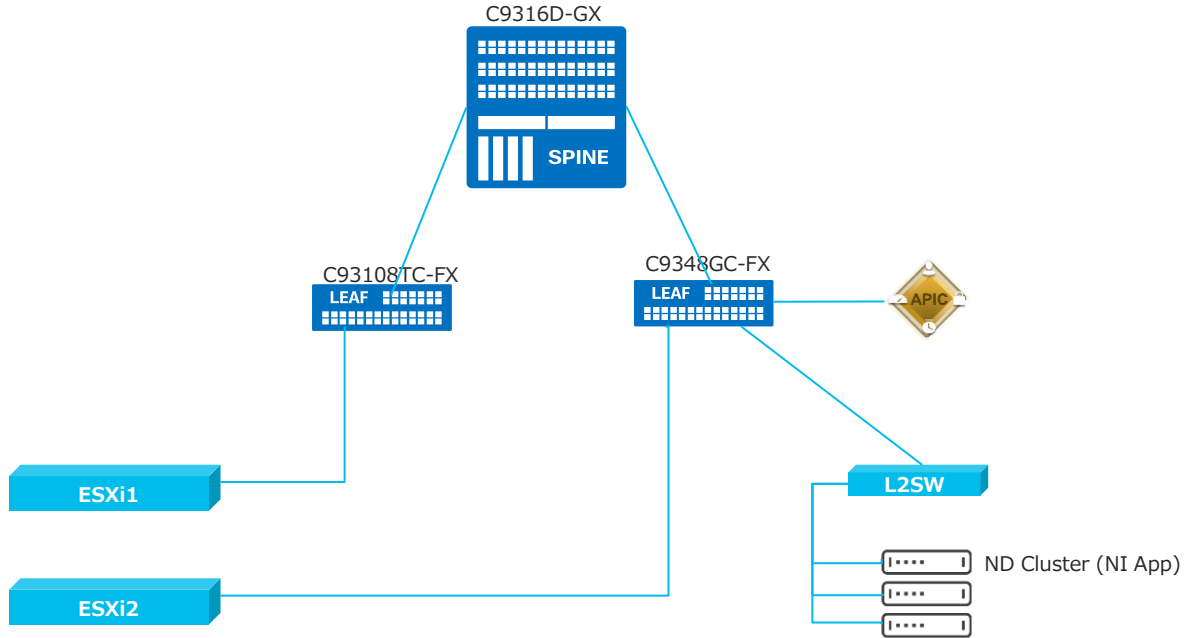 C9316D-GX
SPINE
C93108TC-FX
LEAF
C9348GC-FX
LEAF
APIC
ESXi1
L2SW
ND Cluster (NI App)
ESXi2